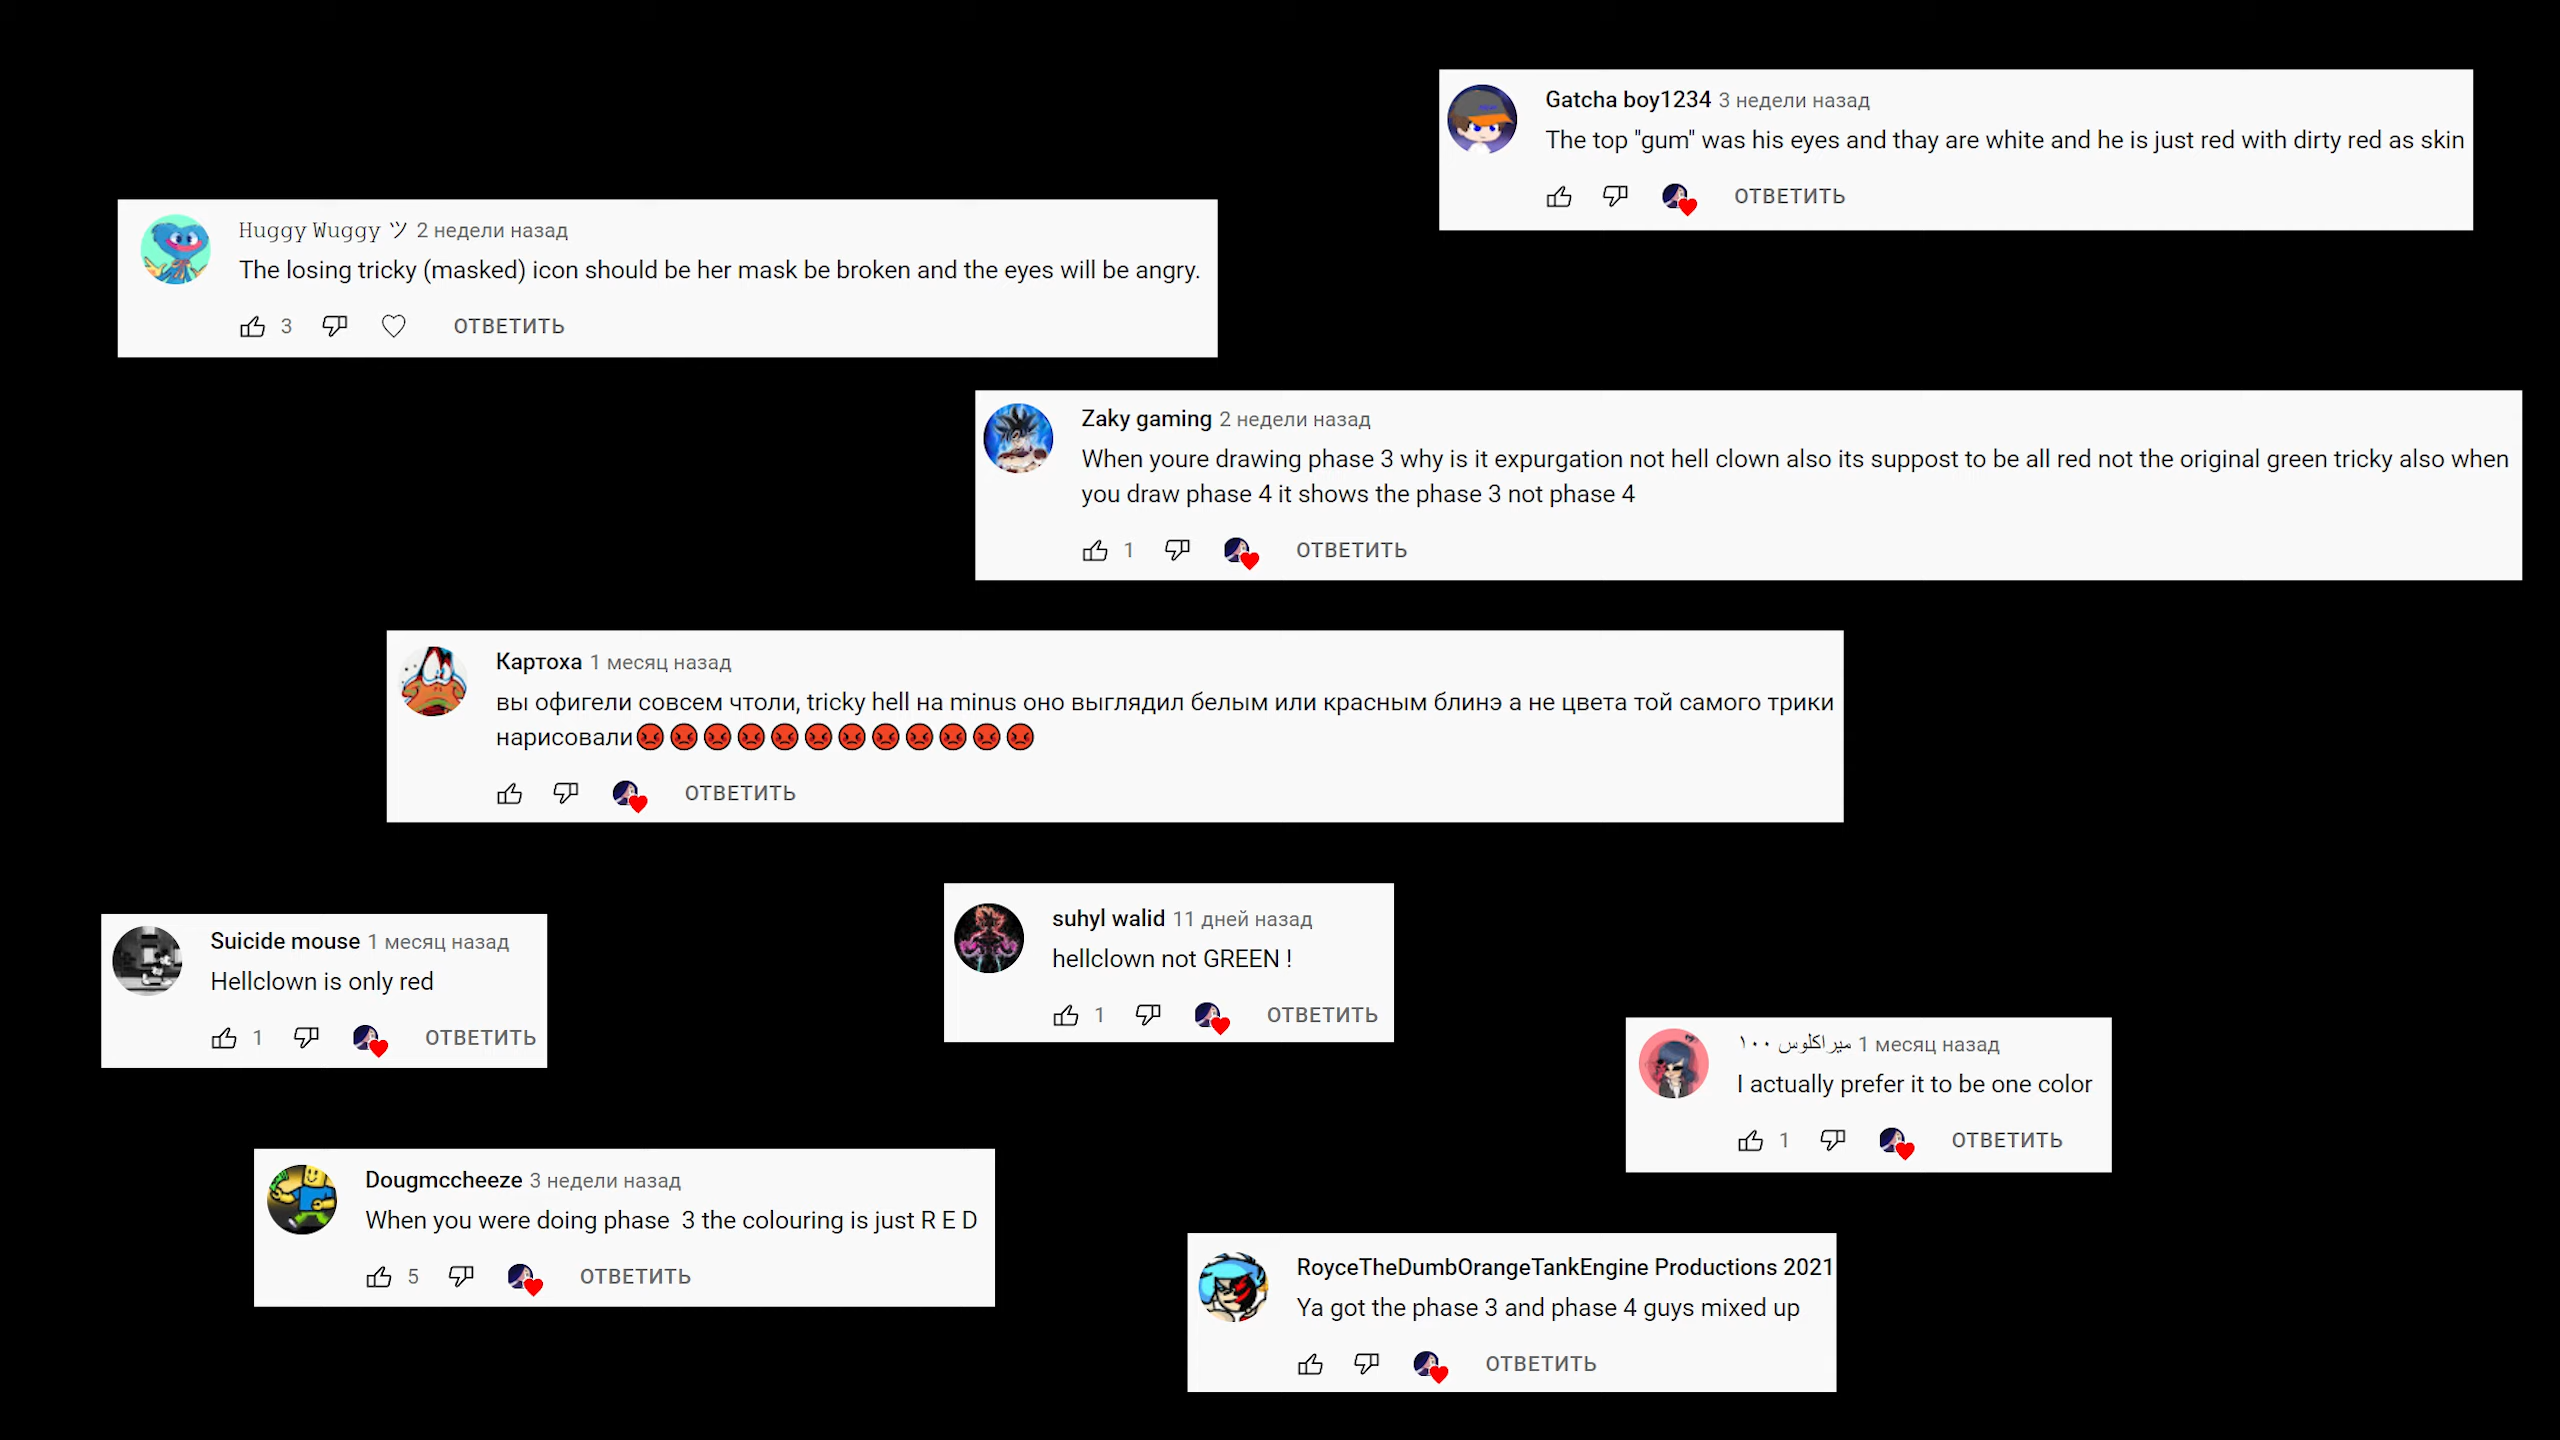 Gatcha boy1234 3 недели назад
The top "gum" was his eyes and thay are white and he is just red with dirty red as skin
ОТВЕТИТЬ
Huggy Wuggy ツ 2 недели назад
The losing tricky (masked) icon should be her mask be broken and the eyes will be angry.
3 ОТВЕТИТЬ
Zaky gaming 2 недели назад
When youre drawing phase 3 why is it expurgation not hell clown also its suppost to be all red not the original green tricky also when
you draw phase 4 it shows the phase 3 not phase 4
1 ОТВЕТИТЬ
Картоха 1 месяц назад
вы офигели совсем чтоли, tricky hell на minus оно выглядил белым или красным блинэ а не цвета той самого трики
нарисовали😡😡😡😡😡😡😡😡😡😡😡😡
ОТВЕТИТЬ
Suicide mouse 1 месяц назад
Hellclown is only red
1 ОТВЕТИТЬ
suhyl walid 11 дней назад
hellclown not GREEN !
1 ОТВЕТИТЬ
ميراكلوس ١٠٠ 1 месяц назад
I actually prefer it to be one color
1 ОТВЕТИТЬ
Dougmccheeze 3 недели назад
When you were doing phase  3 the colouring is just R E D
5 ОТВЕТИТЬ
RoyceTheDumbOrangeTankEngine Productions 2021
Ya got the phase 3 and phase 4 guys mixed up
ОТВЕТИТЬ